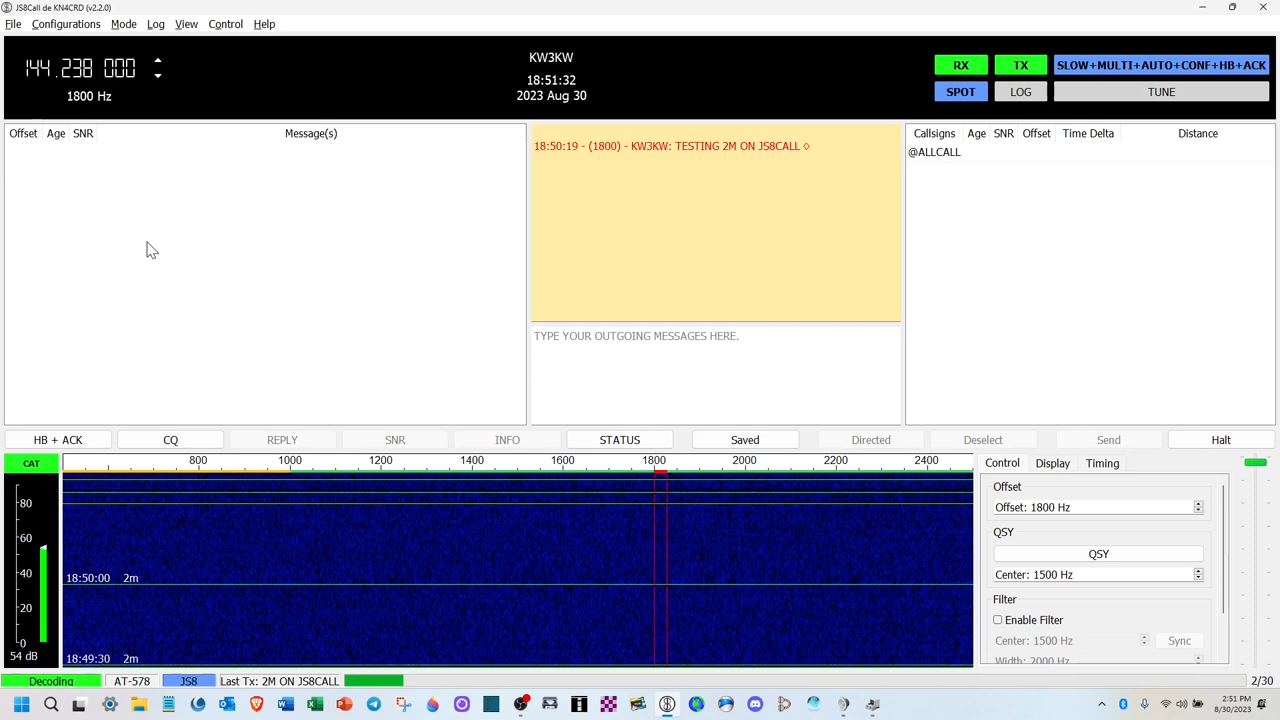 JS8Call de KN4CRD (v2.2.0)
File Configurations Mode Log View Control Help
144.238 000
1800 Hz
KW3KW
18:51:32
2023 Aug 30
RX TX SLOW+MULTI+AUTO+CONF+HB+ACK
SPOT LOG TUNE
Offset Age SNR Message(s)
18:50:19 - (1800) - KW3KW: TESTING 2M ON JS8CALL ♢
TYPE YOUR OUTGOING MESSAGES HERE.
Callsigns Age SNR Offset Time Delta Distance
@ALLCALL
HB + ACK CQ REPLY SNR INFO STATUS Saved Directed Deselect Send Halt
CAT
80
60
40
20
0
54 dB
800 1000 1200 1400 1600 1800 2000 2200 2400
18:50:00 2m
18:49:30 2m
Control Display Timing
Offset
Offset: 1800 Hz
QSY
QSY
Center: 1500 Hz
Filter
Enable Filter
Center: 1500 Hz Sync
Width: 2000 Hz
Decoding AT-578 JS8 Last Tx: 2M ON JS8CALL 2/30
2:51 PM
8/30/2023